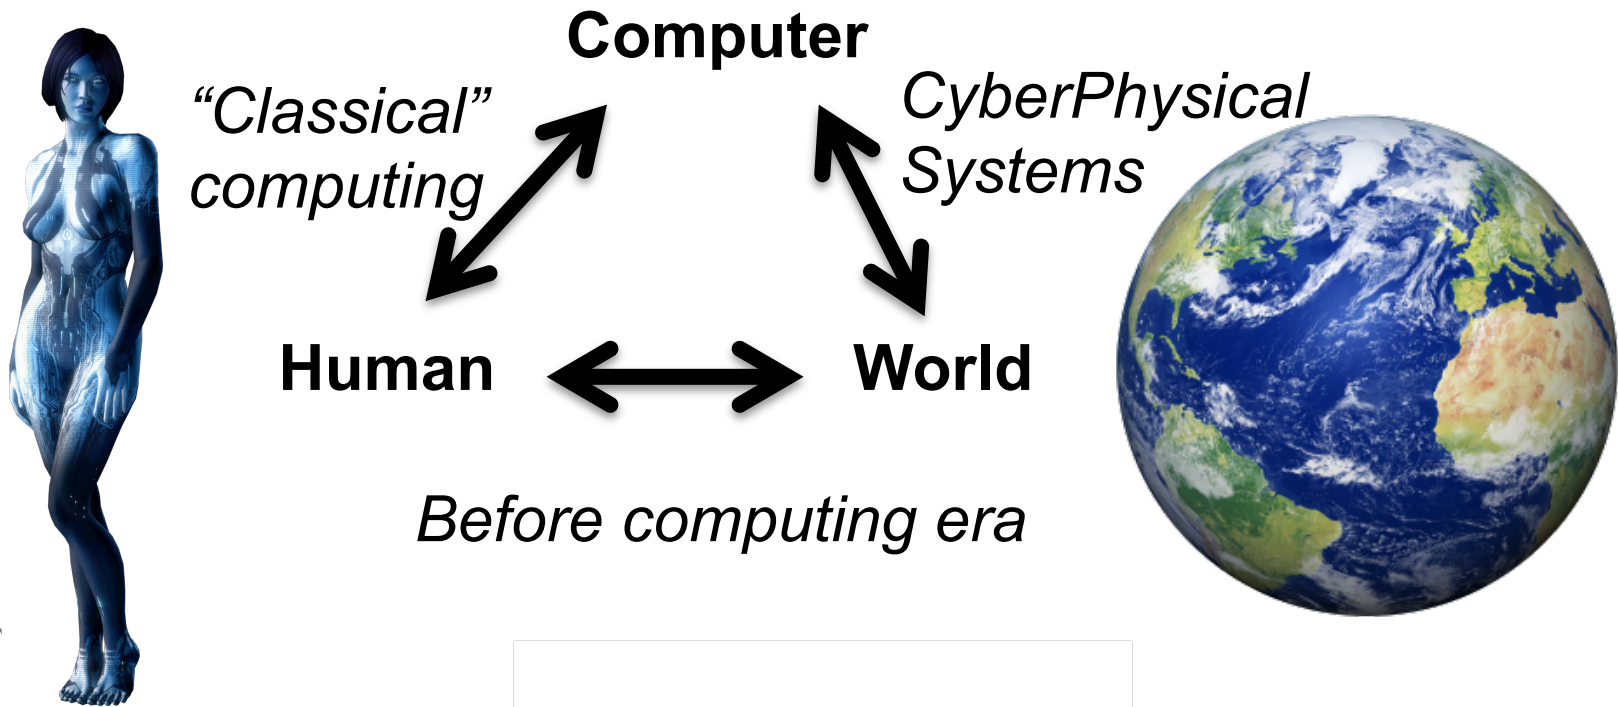 Computer
“Classical”
computing
CyberPhysical
Systems
Human
World
Before computing era